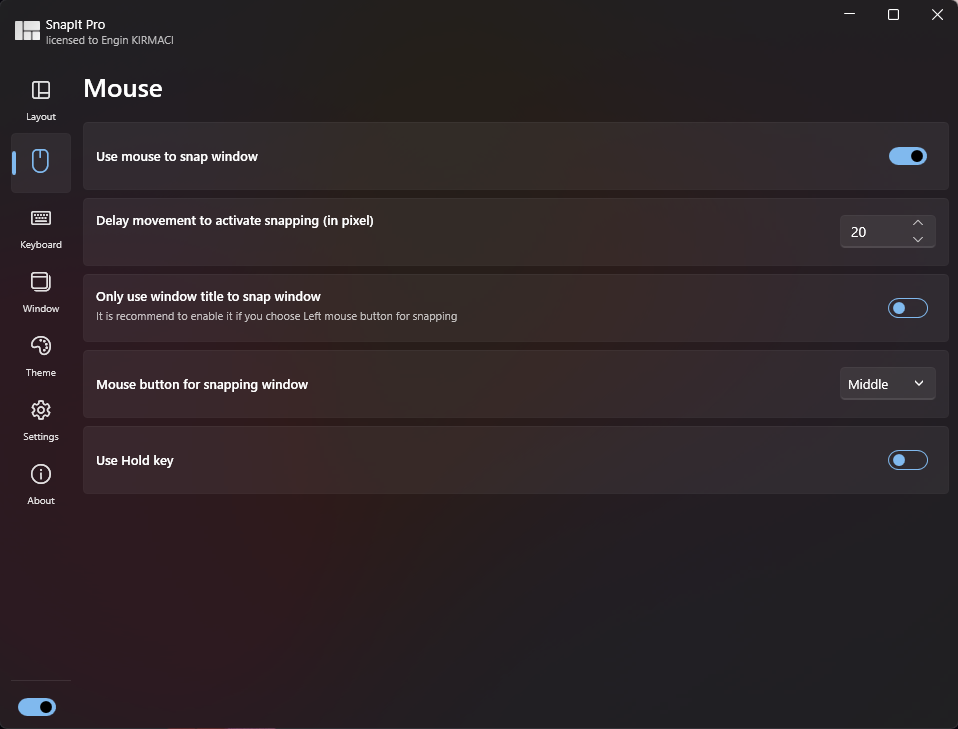 SnapIt Pro
licensed to Engin KIRMACI
Layout
Keyboard
Window
Theme
Settings
About
Mouse
Use mouse to snap window
Delay movement to activate snapping (in pixel)
20
Only use window title to snap window
It is recommend to enable it if you choose Left mouse button for snapping
Mouse button for snapping window
Middle
Use Hold key